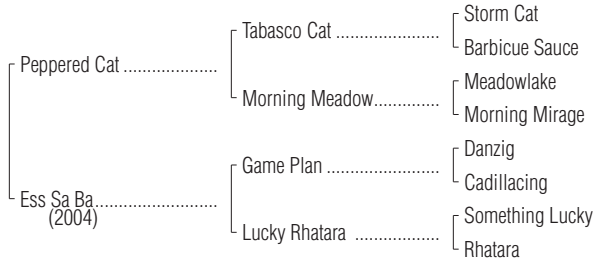 Storm Cat
Tabasco Cat ......................
Barbicue Sauce
Peppered Cat ....................
Meadowlake
Morning Meadow..............
Morning Mirage
Danzig
Game Plan ........................
Cadillacing
Ess Sa Ba..........................
(2004)
Something Lucky
Lucky Rhatara ..................
Rhatara